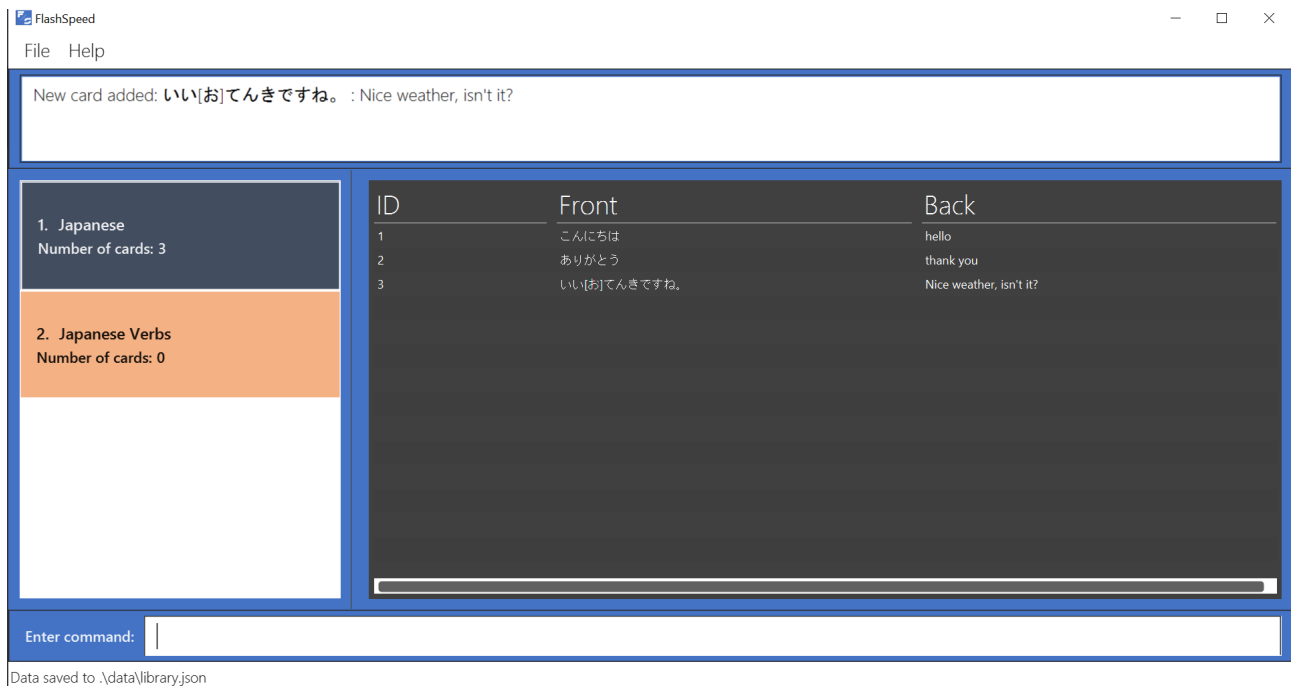 FlashSpeed
File Help
New card added: いい[お]てんきですね。 : Nice weather, isn't it?
1. Japanese
Number of cards: 3
2. Japanese Verbs
Number of cards: 0
ID Front Back
1 こんにちは hello
2 ありがとう thank you
3 いい[お]てんきですね。 Nice weather, isn't it?
Enter command:
Data saved to .\data\library.json